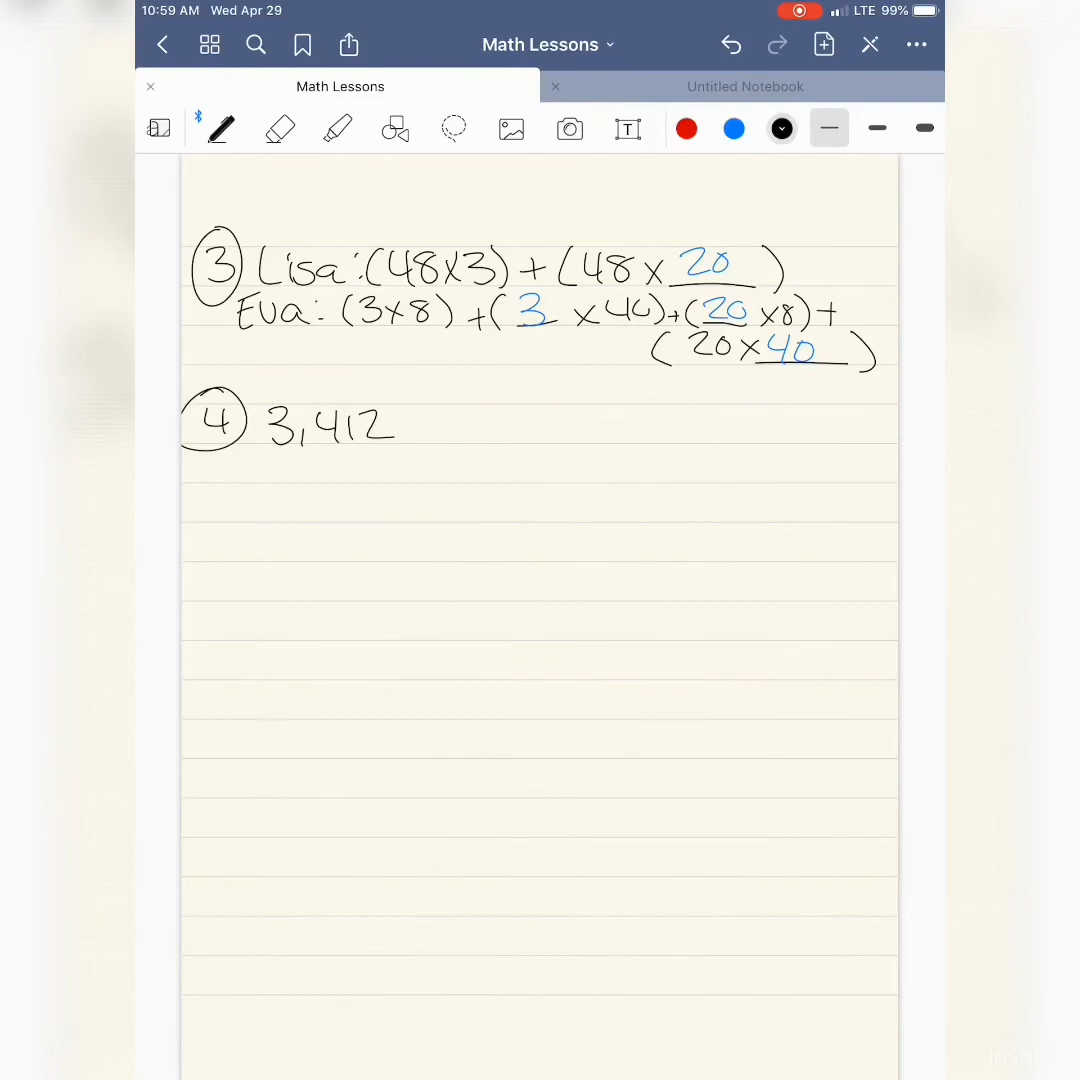 10:59 AM Wed Apr 29 LTE 99%
Math Lessons
Math Lessons Untitled Notebook
T
3 Lisa: (48x3) + (48 x 20)
Eva: (3x8) + (3 x 40) + (20 x8) +
(20x 40)
4 3,412